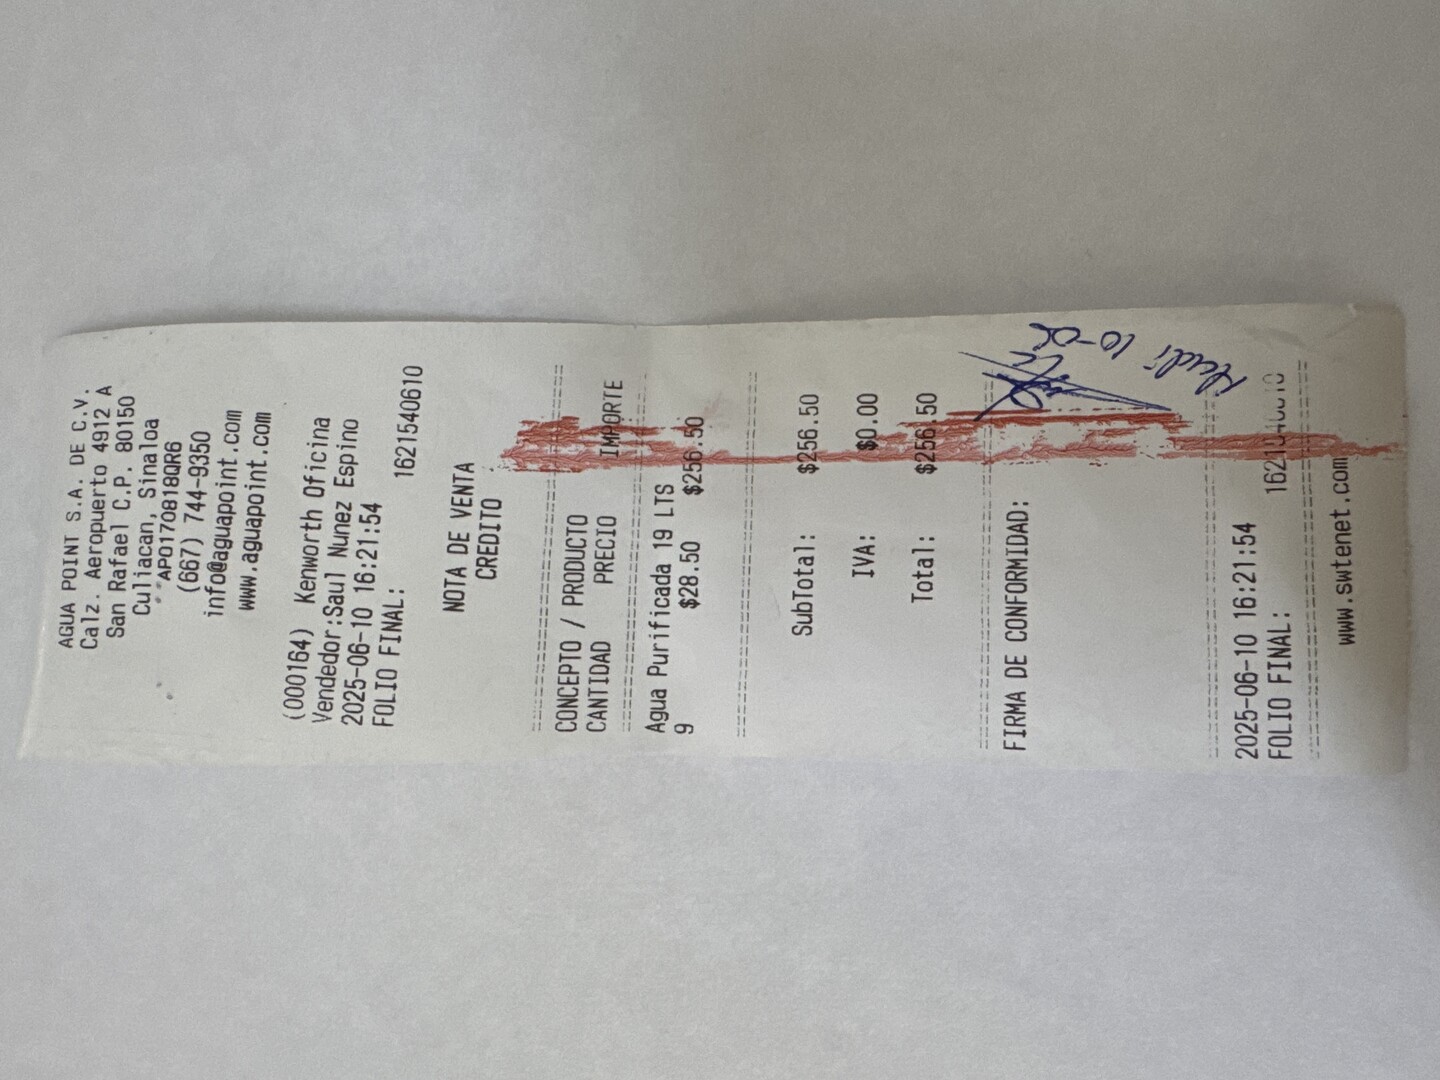 AGUA POINT S.A. DE C.V.
Calz. Aeropuerto 4912 A
San Rafael C.P. 80150
Culiacan, Sinaloa
APO170818QR6
(667) 744-9350
info@aguapoint.com
www.aguapoint.com
(000164) Kenworth Oficina
Vendedor:Saul Nunez Espino
2025-06-10 16:21:54
FOLIO FINAL:
1621540610
NOTA DE VENTA
CREDITO
CONCEPTO / PRODUCTO
CANTIDAD PRECIO IMPORTE
Agua Purificada 19 LTS
9 $28.50 $256.50
SubTotal: $256.50
IVA: $0.00
Total: $256.50
FIRMA DE CONFORMIDAD:
2025-06-10 16:21:54
FOLIO FINAL:
1621540610
www.swtenet.com